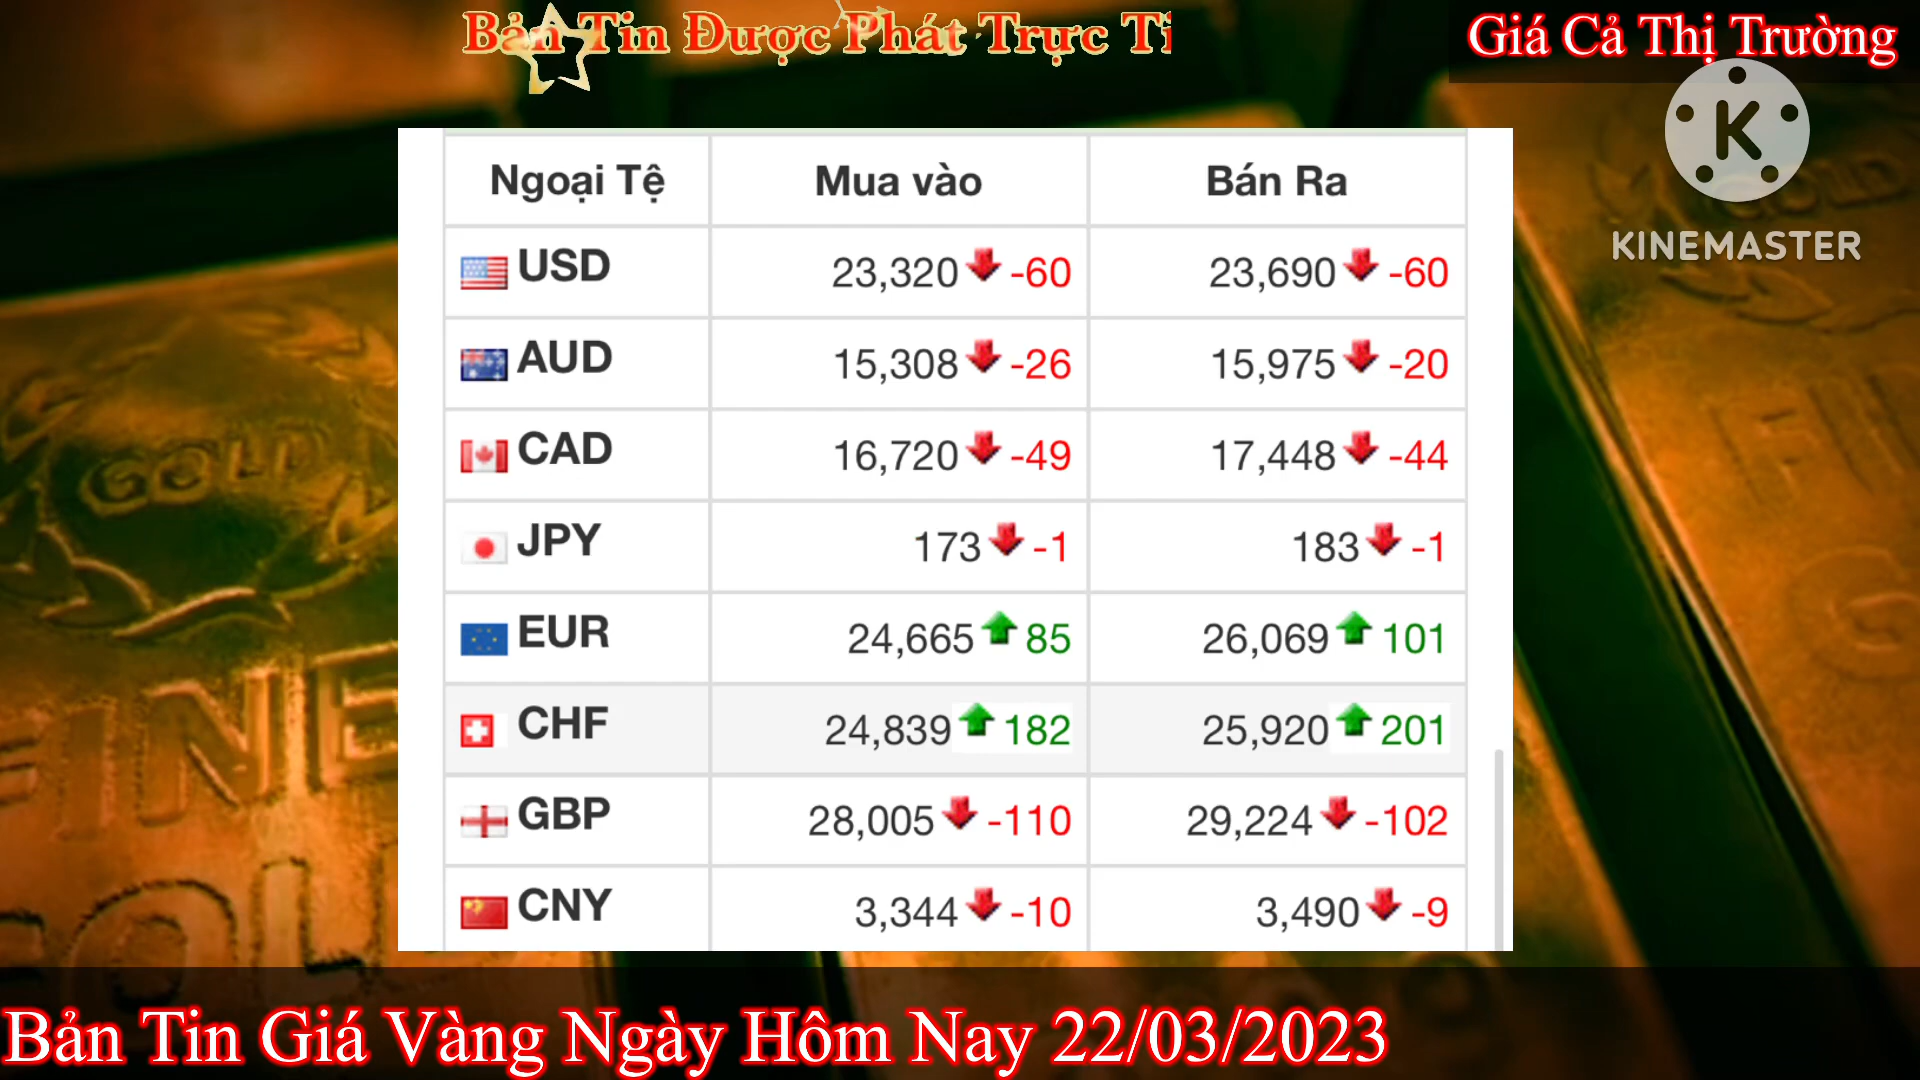 Bản Tin Được Phát Trực
Giá Cả Thị Trường
K
KINEMASTER
Ngoại Tệ Mua vào Bán Ra
USD 23,320 -60 23,690 -60
AUD 15,308 -26 15,975 -20
CAD 16,720 -49 17,448 -44
JPY 173 -1 183 -1
EUR 24,665 85 26,069 101
CHF 24,839 182 25,920 201
GBP 28,005 -110 29,224 -102
CNY 3,344 -10 3,490 -9
GOLD
FINE
GOLD
Bản Tin Giá Vàng Ngày Hôm Nay 22/03/2023